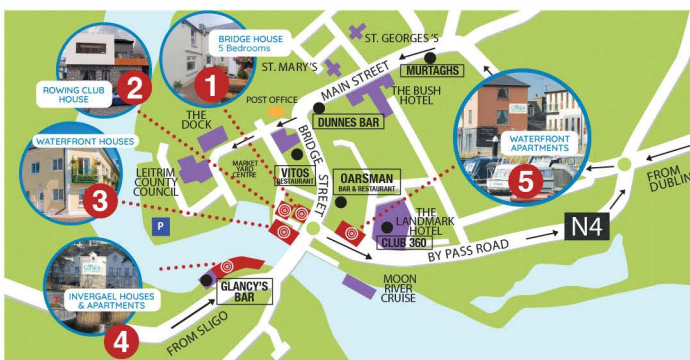 BRIDGE HOUSE
5 Bedrooms
1
ROWING CLUB
HOUSE
2
WATERFRONT HOUSES
3
INVERGAEL HOUSES
& APARTMENTS
4
WATERFRONT
APARTMENTS
5
ST. GEORGES'S
ST. MARY'S
MAIN STREET
MURTAGHS
THE BUSH
HOTEL
POST OFFICE
DUNNES BAR
THE
DOCK
BRIDGE STREET
MARKET
YARD
CENTRE
VITOS
RESTAURANT
OARSMAN
BAR & RESTAURANT
LEITRIM
COUNTY
COUNCIL
P
THE
LANDMARK
HOTEL
CLUB 360
BY PASS ROAD
N4
FROM
DUBLIN
MOON
RIVER
CRUISE
GLANCY'S
BAR
FROM SLIGO